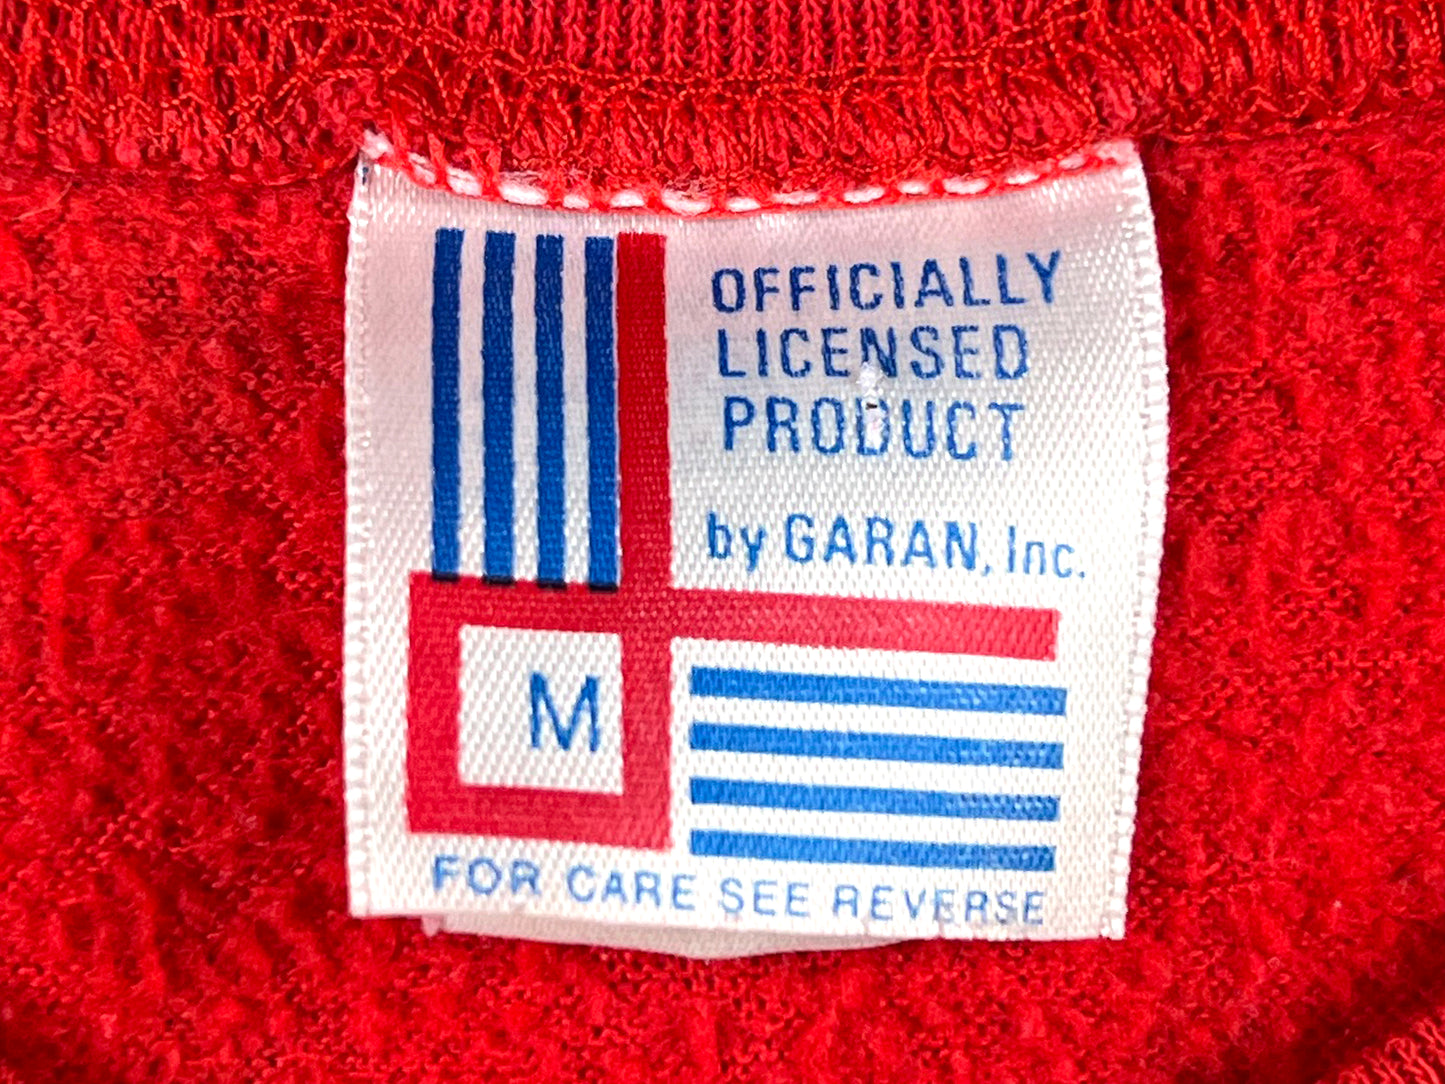 OFFICIALLY
LICENSED
PRODUCT
by GARAN, Inc.
M
FOR CARE SEE REVERSE